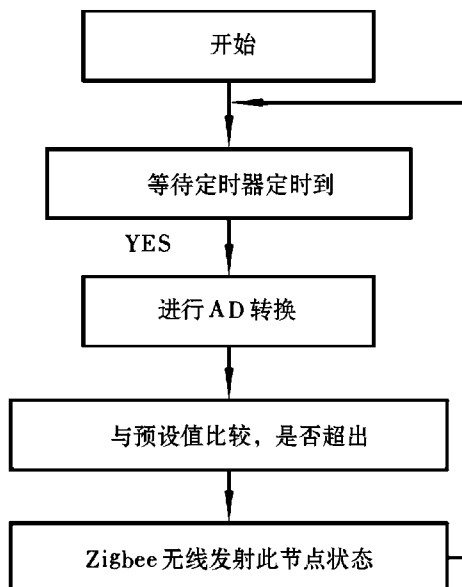 开始
等待定时器定时到
YES
进行AD转换
与预设值比较，是否超出
Zigbee无线发射此节点状态